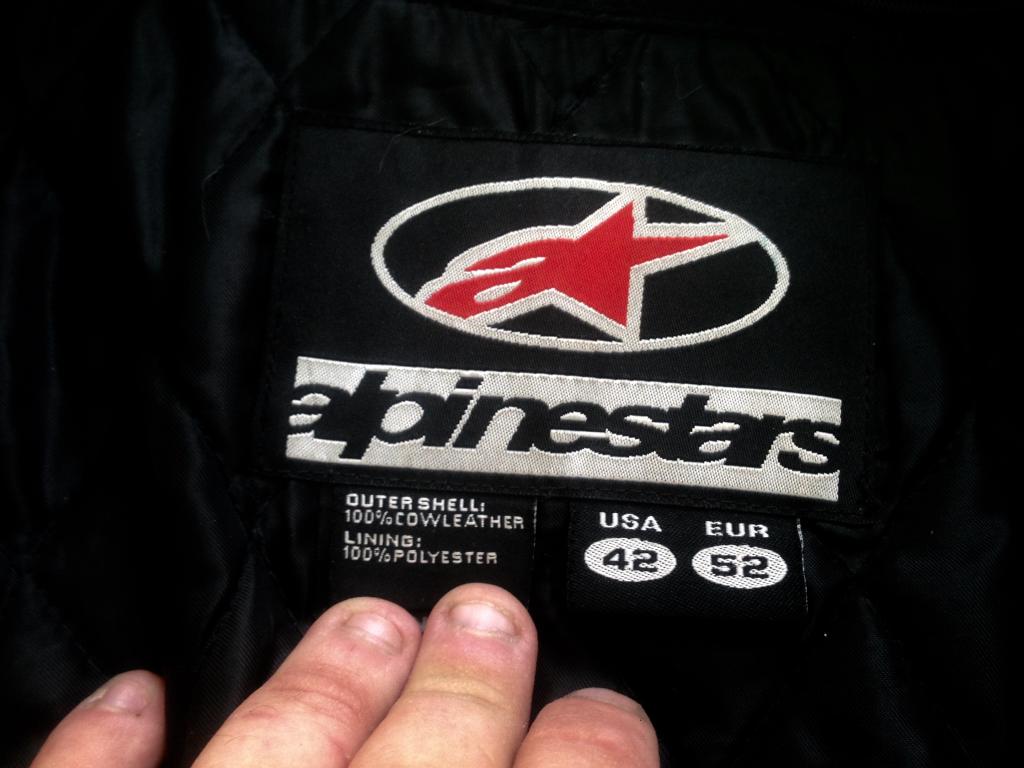 alpinestars
OUTER SHELL:
100% COWLEATHER
LINING:
100% POLYESTER
USA EUR
42 52